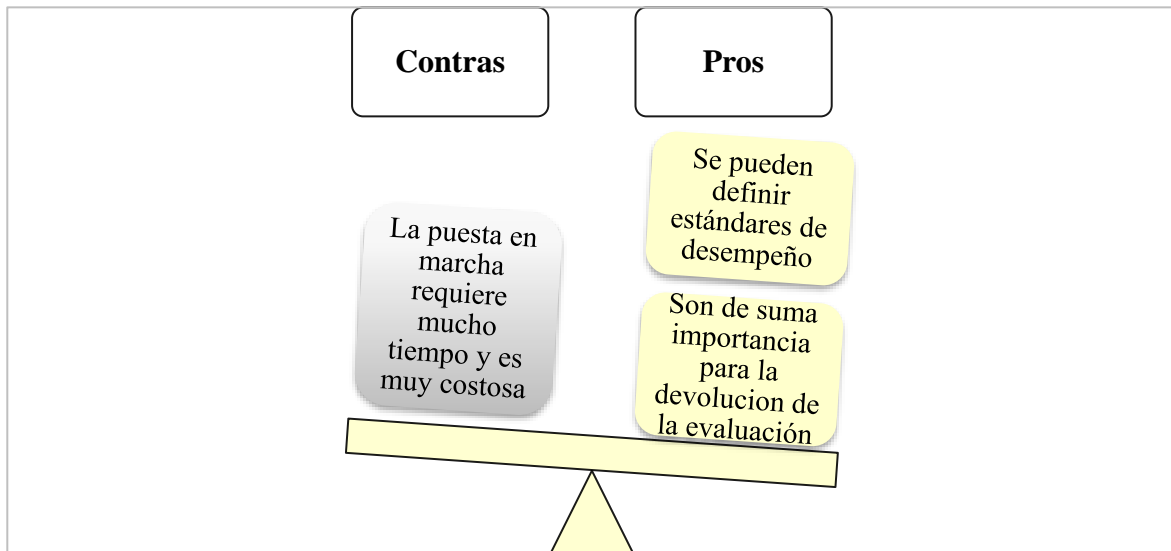 Contras
Pros
La puesta en
marcha
requiere
mucho
tiempo y es
muy costosa
Se pueden
definir
estándares de
desempeño
Son de suma
importancia
para la
devolucion de
la evaluación